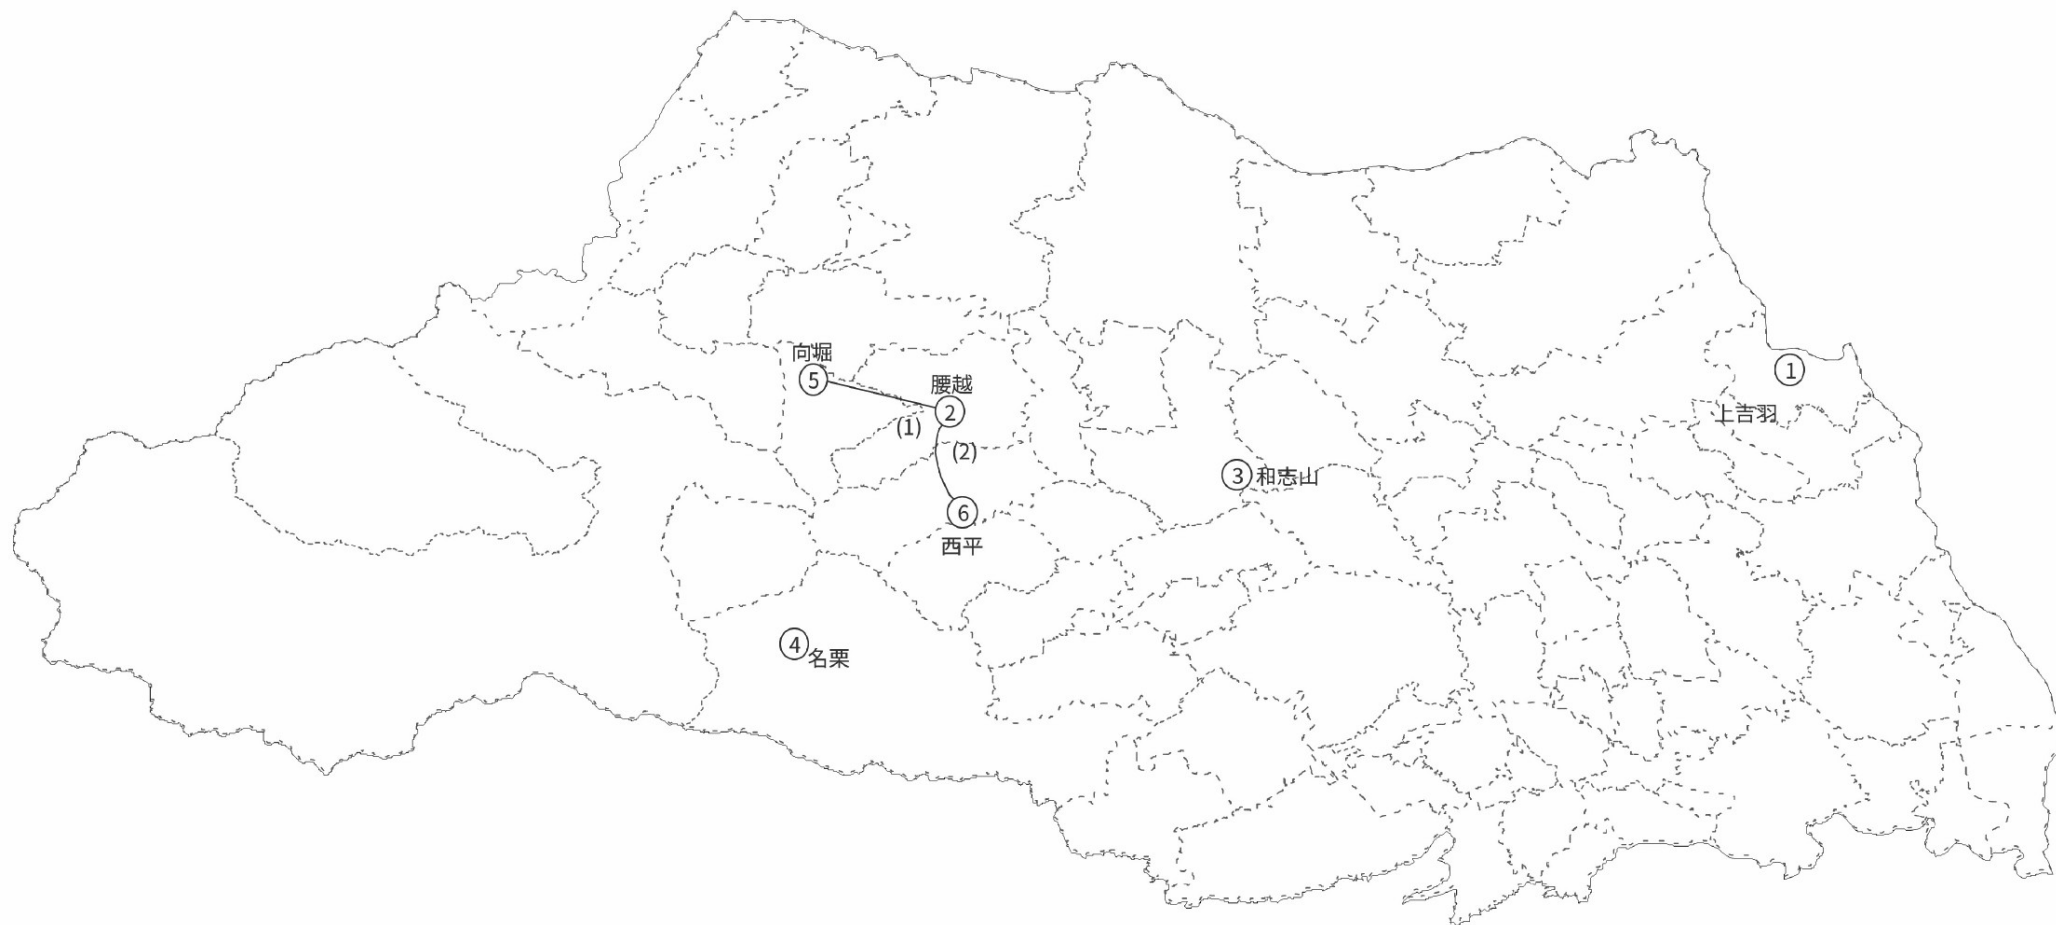 向堀
⑤
腰越
②
(1)
(2)
①
上吉羽
③ 和志山
⑥
西平
④
名栗